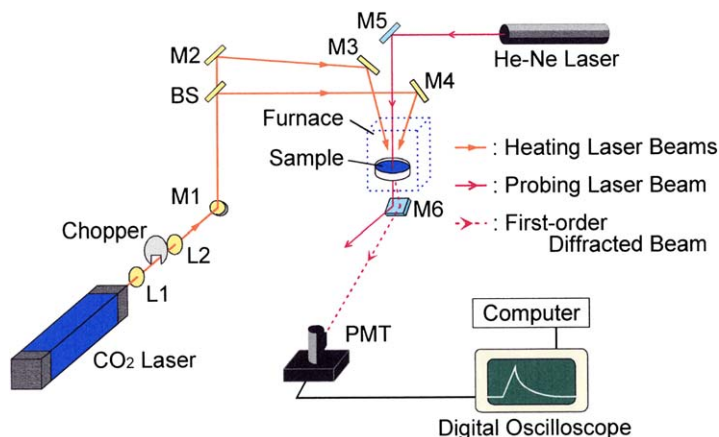 M5
M2
M3
He-Ne Laser
BS
M4
Furnace
Sample
: Heating Laser Beams
M1
: Probing Laser Beam
M6
Chopper
: First-order
Diffracted Beam
L2
L1
Computer
PMT
CO₂ Laser
Digital Oscilloscope